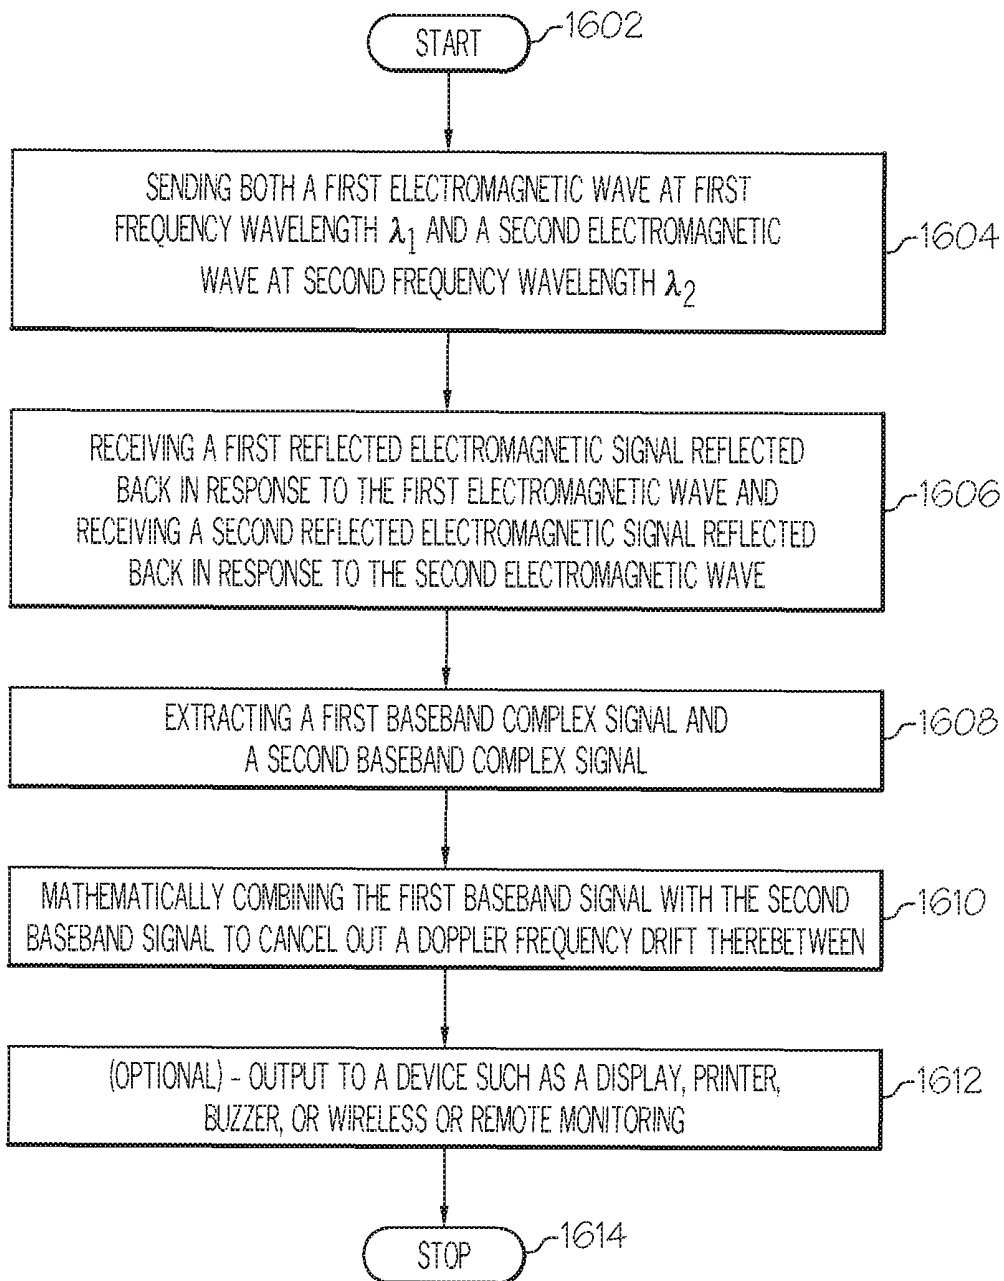 START
1602
SENDING BOTH A FIRST ELECTROMAGNETIC WAVE AT FIRST
FREQUENCY WAVELENGTH λ1 AND A SECOND ELECTROMAGNETIC
WAVE AT SECOND FREQUENCY WAVELENGTH λ2
1604
RECEIVING A FIRST REFLECTED ELECTROMAGNETIC SIGNAL REFLECTED
BACK IN RESPONSE TO THE FIRST ELECTROMAGNETIC WAVE AND
RECEIVING A SECOND REFLECTED ELECTROMAGNETIC SIGNAL REFLECTED
BACK IN RESPONSE TO THE SECOND ELECTROMAGNETIC WAVE
1606
EXTRACTING A FIRST BASEBAND COMPLEX SIGNAL AND
A SECOND BASEBAND COMPLEX SIGNAL
1608
MATHEMATICALLY COMBINING THE FIRST BASEBAND SIGNAL WITH THE SECOND
BASEBAND SIGNAL TO CANCEL OUT A DOPPLER FREQUENCY DRIFT THEREBETWEEN
1610
(OPTIONAL) - OUTPUT TO A DEVICE SUCH AS A DISPLAY, PRINTER,
BUZZER, OR WIRELESS OR REMOTE MONITORING
1612
STOP
1614